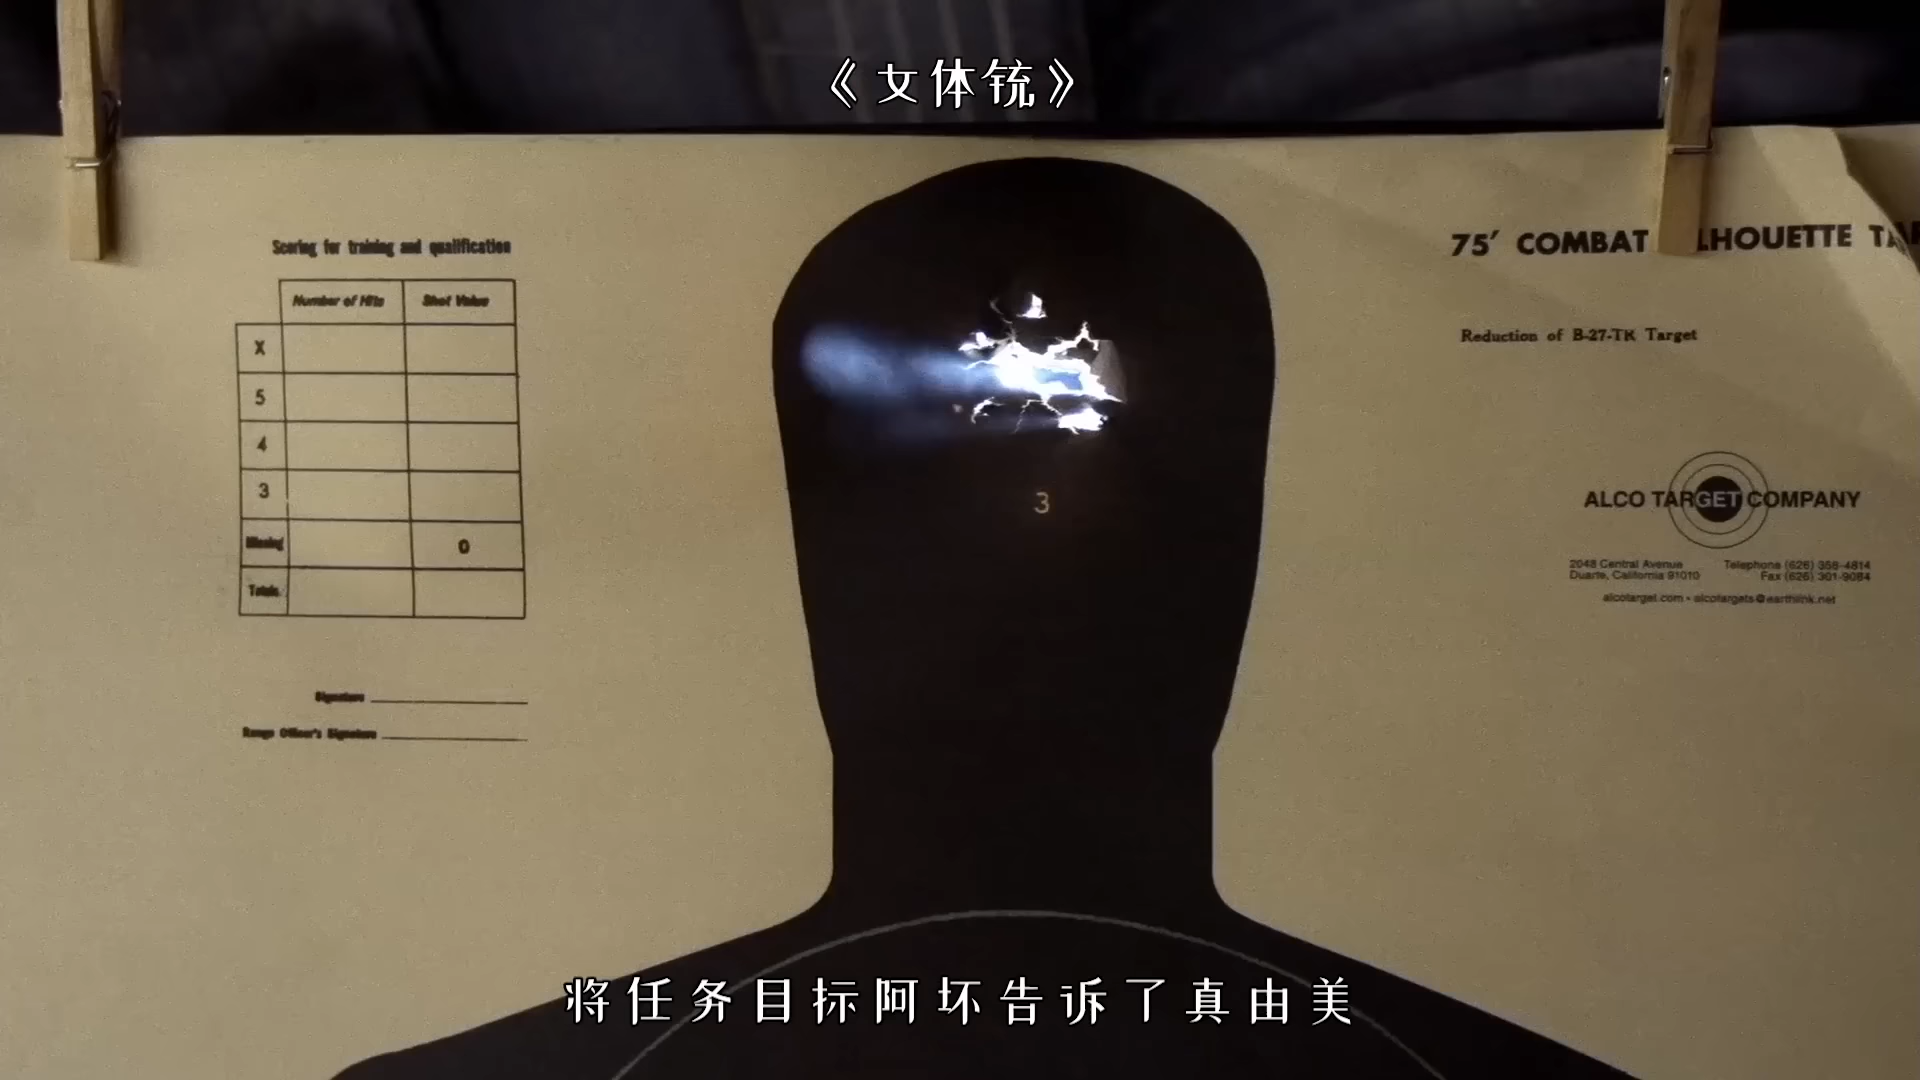 《女体铳》
Scoring for training and qualification
Number of Hits Shot Value
X
5
4
3
Missing 0
Totals
Signature
Range Officer's Signature
3
75' COMBAT LHOUETTE TA
Reduction of B-27-TK Target
ALCO TARGET COMPANY
2048 Central Avenue Telephone (626) 358-4814
Duarte, California 91010 Fax (626) 301-9084
alcotarget.com • alcotargets@earthlink.net
将任务目标阿坏告诉了真由美